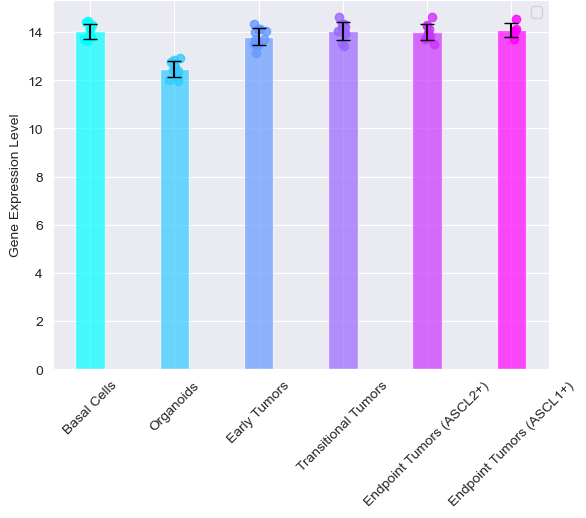 14
12
10
8
6
4
2
0
Gene Expression Level
Basal Cells
Organoids
Early Tumors
Transitional Tumors
Endpoint Tumors (ASCL2+)
Endpoint Tumors (ASCL1+)